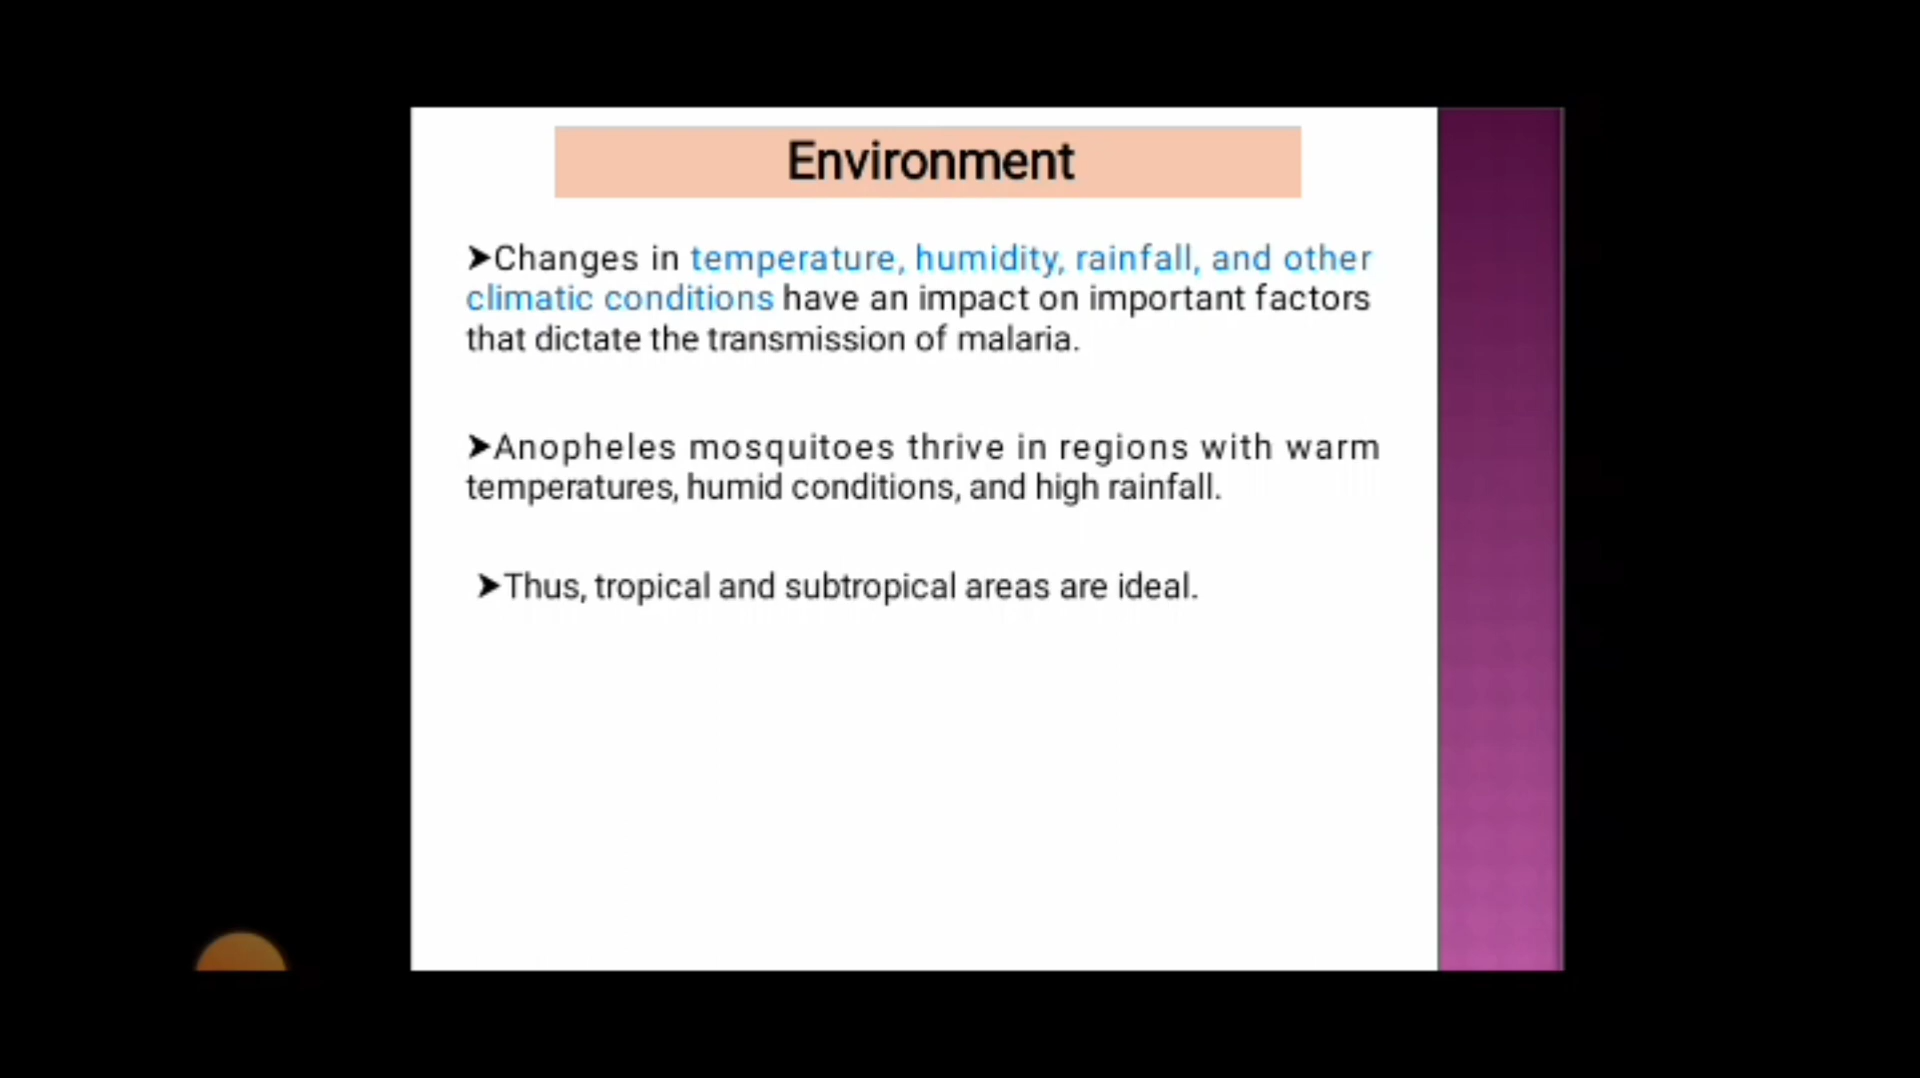 Environment
➤Changes in temperature, humidity, rainfall, and other
climatic conditions have an impact on important factors
that dictate the transmission of malaria.
➤Anopheles mosquitoes thrive in regions with warm
temperatures, humid conditions, and high rainfall.
➤Thus, tropical and subtropical areas are ideal.